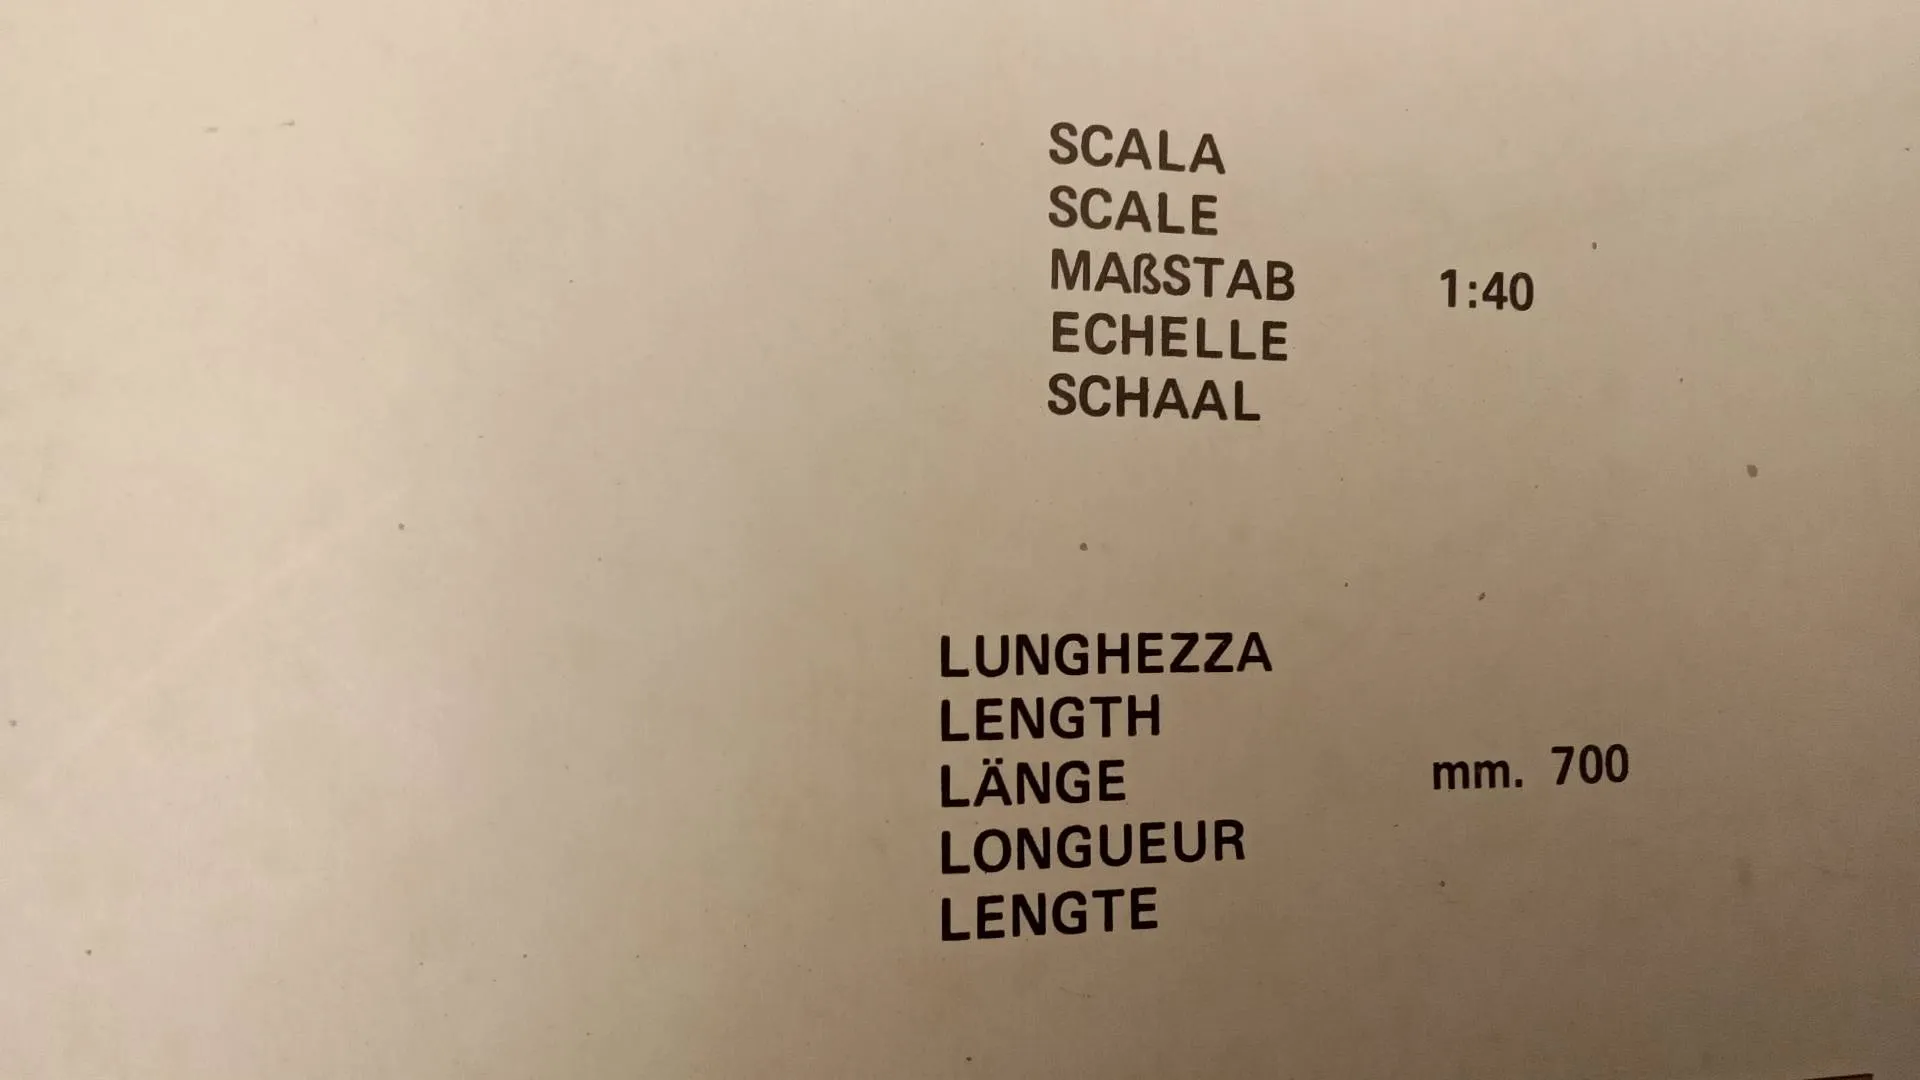 SCALA
SCALE
MAßSTAB 1:40
ECHELLE
SCHAAL
LUNGHEZZA
LENGTH
LÄNGE mm. 700
LONGUEUR
LENGTE